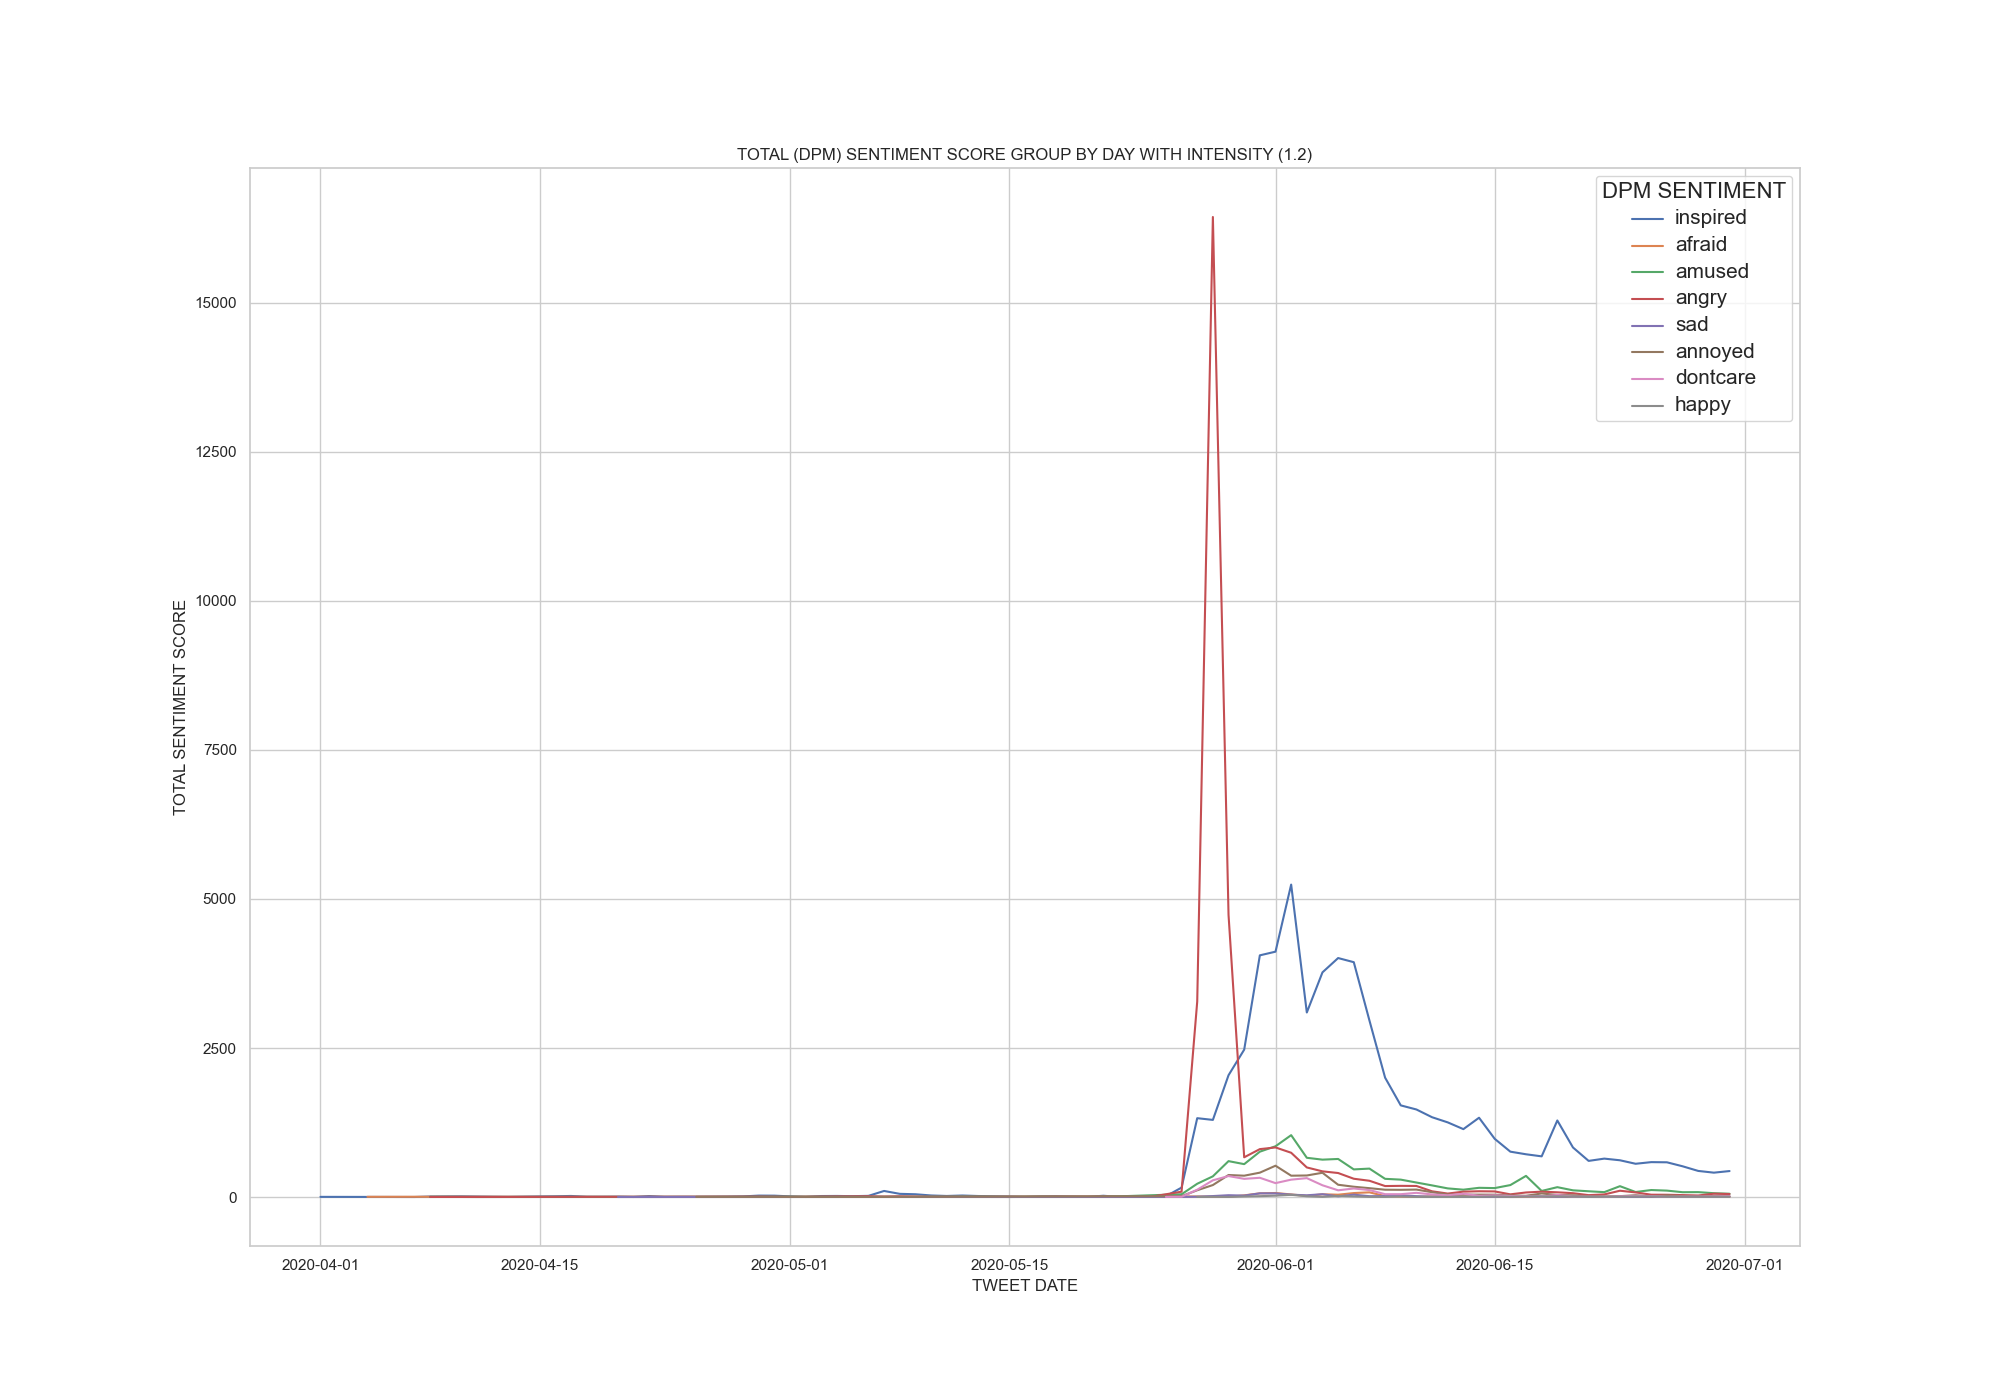 TOTAL (DPM) SENTIMENT SCORE GROUP BY DAY WITH INTENSITY (1.2)
DPM SENTIMENT
inspired
afraid
amused
angry
sad
annoyed
dontcare
happy
15000
12500
10000
7500
5000
2500
0
TOTAL SENTIMENT SCORE
2020-04-01 2020-04-15 2020-05-01 2020-05-15 2020-06-01 2020-06-15 2020-07-01
TWEET DATE